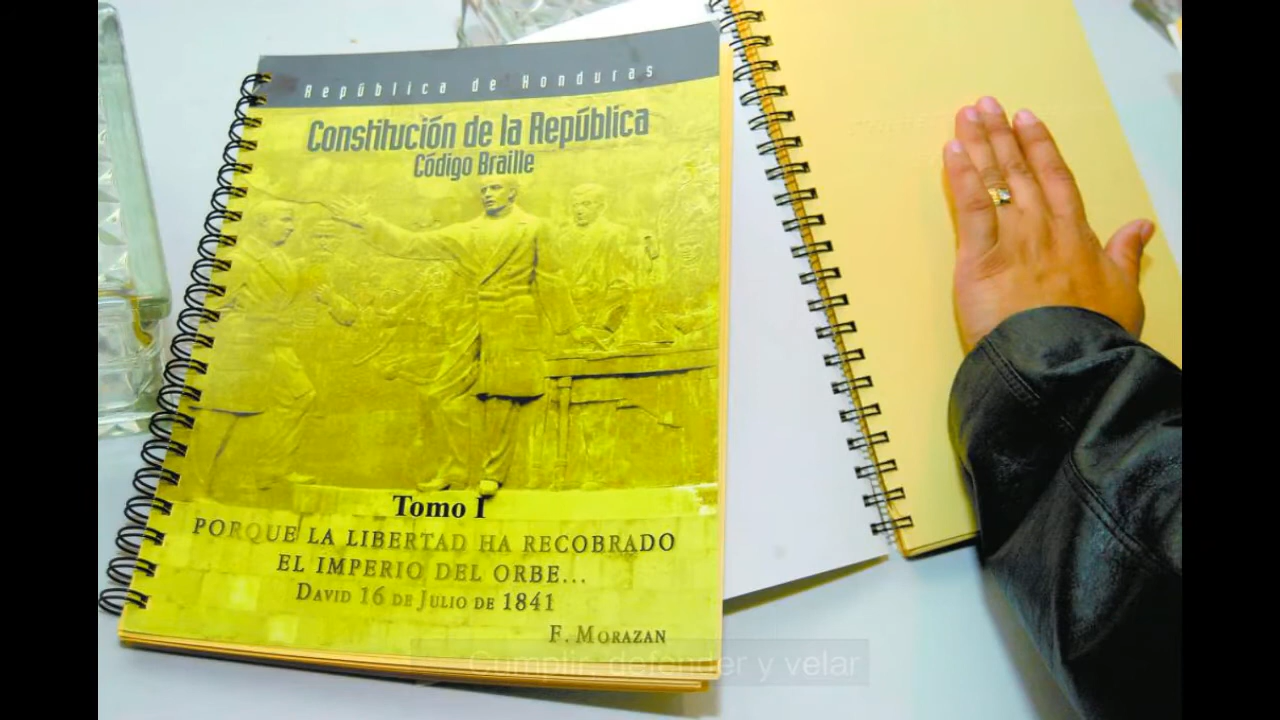 República de Honduras
Constitución de la República
Código Braille
Tomo I
PORQUE LA LIBERTAD HA RECOBRADO
EL IMPERIO DEL ORBE...
DAVID 16 DE JULIO DE 1841
F. MORAZAN
Cumplir, defender y velar